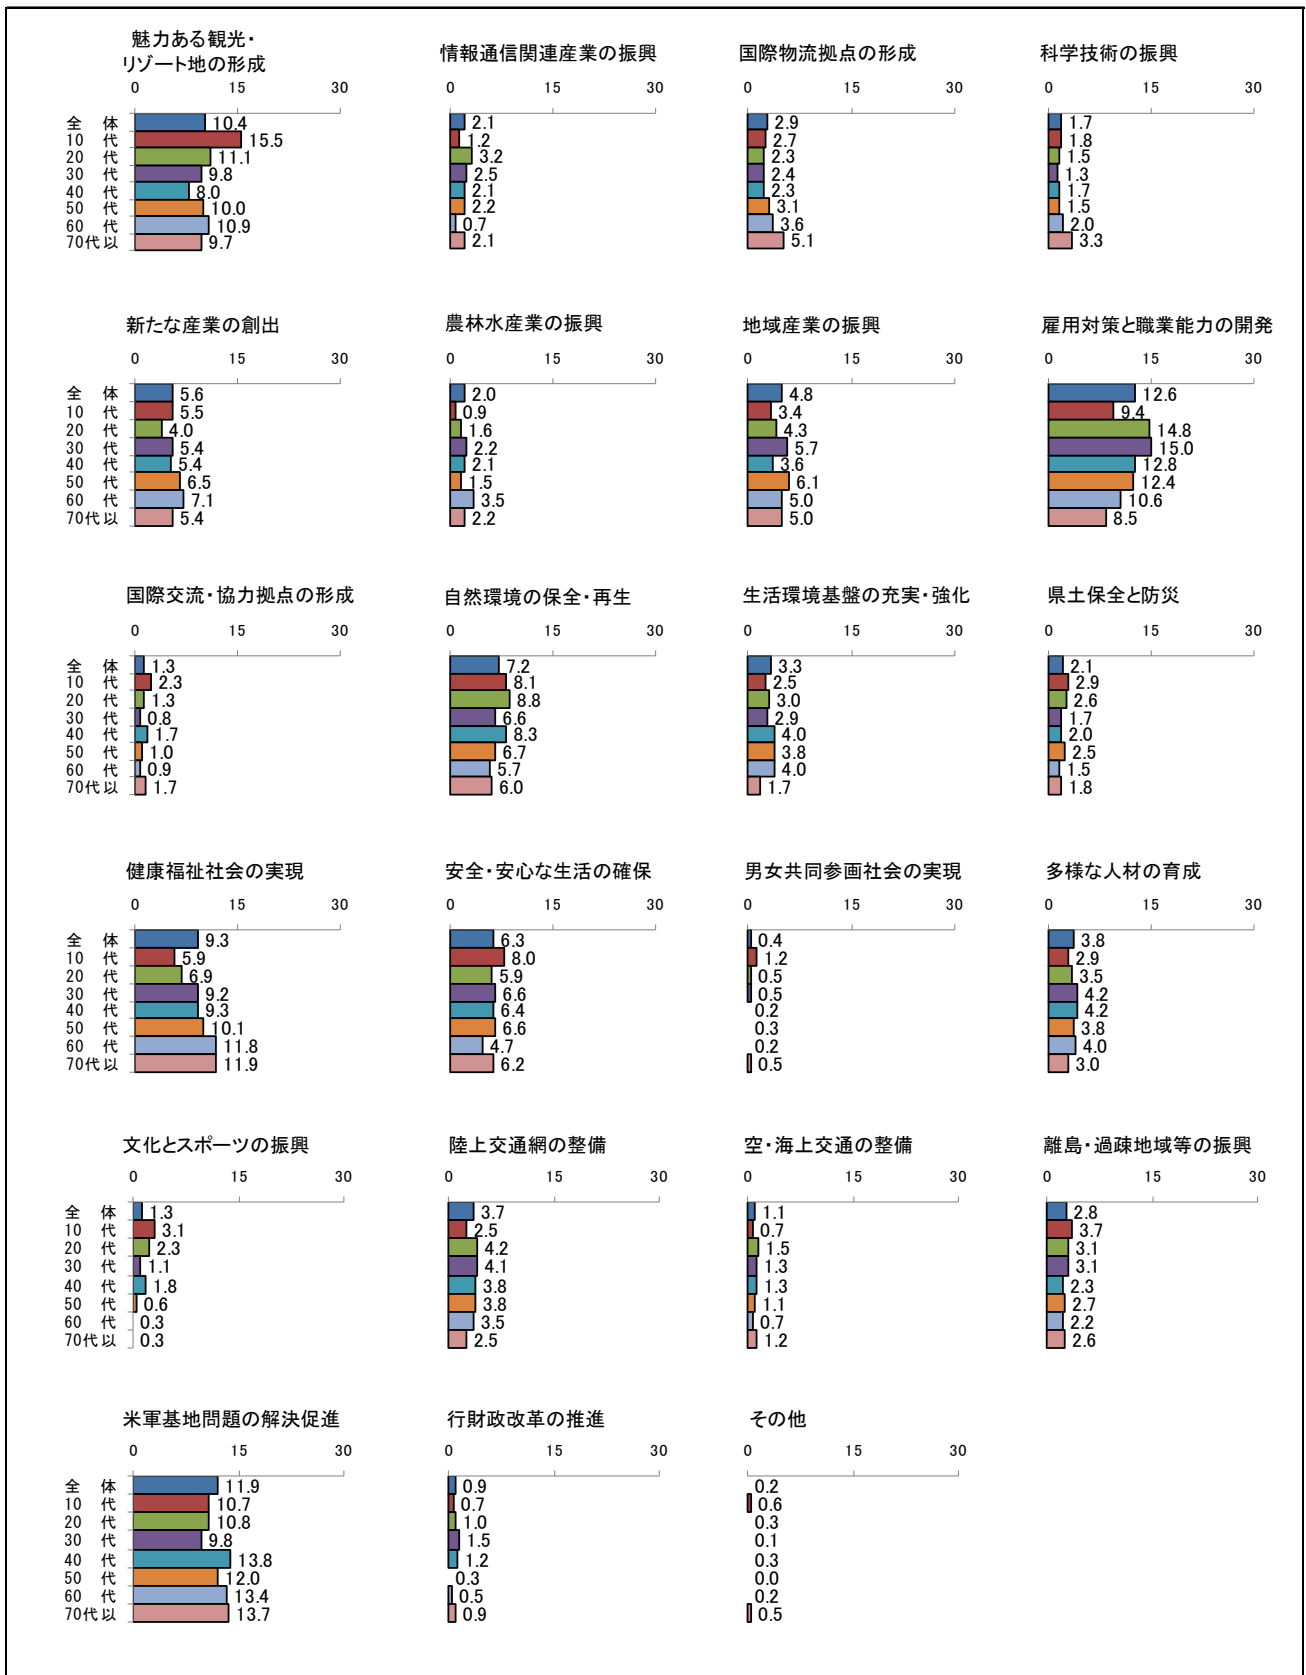 魅力ある観光・
リゾート地の形成
情報通信関連産業の振興
国際物流拠点の形成
科学技術の振興
0 15 30
0 15 30
0 15 30
0 15 30
全 体 10.4 2.1 2.9 1.7
10 代 15.5 1.2 2.7 1.8
20 代 11.1 3.2 2.3 1.5
30 代 9.8 2.5 2.4 1.3
40 代 8.0 2.1 2.3 1.7
50 代 10.0 2.2 3.1 1.5
60 代 10.9 0.7 3.6 2.0
70代以 9.7 2.1 5.1 3.3
新たな産業の創出
農林水産業の振興
地域産業の振興
雇用対策と職業能力の開発
0 15 30
0 15 30
0 15 30
0 15 30
全 体 5.6 2.0 4.8 12.6
10 代 5.5 0.9 3.4 9.4
20 代 4.0 1.6 4.3 14.8
30 代 5.4 2.2 5.7 15.0
40 代 5.4 2.1 3.6 12.8
50 代 6.5 1.5 6.1 12.4
60 代 7.1 3.5 5.0 10.6
70代以 5.4 2.2 5.0 8.5
国際交流・協力拠点の形成
自然環境の保全・再生
生活環境基盤の充実・強化
県土保全と防災
0 15 30
0 15 30
0 15 30
0 15 30
全 体 1.3 7.2 3.3 2.1
10 代 2.3 8.1 2.5 2.9
20 代 1.3 8.8 3.0 2.6
30 代 0.8 6.6 2.9 1.7
40 代 1.7 8.3 4.0 2.0
50 代 1.0 6.7 3.8 2.5
60 代 0.9 5.7 4.0 1.5
70代以 1.7 6.0 1.7 1.8
健康福祉社会の実現
安全・安心な生活の確保
男女共同参画社会の実現
多様な人材の育成
0 15 30
0 15 30
0 15 30
0 15 30
全 体 9.3 6.3 0.4 3.8
10 代 5.9 8.0 1.2 2.9
20 代 6.9 5.9 0.5 3.5
30 代 9.2 6.6 0.5 4.2
40 代 9.3 6.4 0.2 4.2
50 代 10.1 6.6 0.3 3.8
60 代 11.8 4.7 0.2 4.0
70代以 11.9 6.2 0.5 3.0
文化とスポーツの振興
陸上交通網の整備
空・海上交通の整備
離島・過疎地域等の振興
0 15 30
0 15 30
0 15 30
0 15 30
全 体 1.3 3.7 1.1 2.8
10 代 3.1 2.5 0.7 3.7
20 代 2.3 4.2 1.5 3.1
30 代 1.1 4.1 1.3 3.1
40 代 1.8 3.8 1.3 2.3
50 代 0.6 3.8 1.1 2.7
60 代 0.3 3.5 0.7 2.2
70代以 0.3 2.5 1.2 2.6
米軍基地問題の解決促進
行財政改革の推進
その他
0 15 30
0 15 30
0 15 30
全 体 11.9 0.9 0.2
10 代 10.7 0.7 0.6
20 代 10.8 1.0 0.3
30 代 9.8 1.5 0.1
40 代 13.8 1.2 0.3
50 代 12.0 0.3 0.0
60 代 13.4 0.5 0.2
70代以 13.7 0.9 0.5